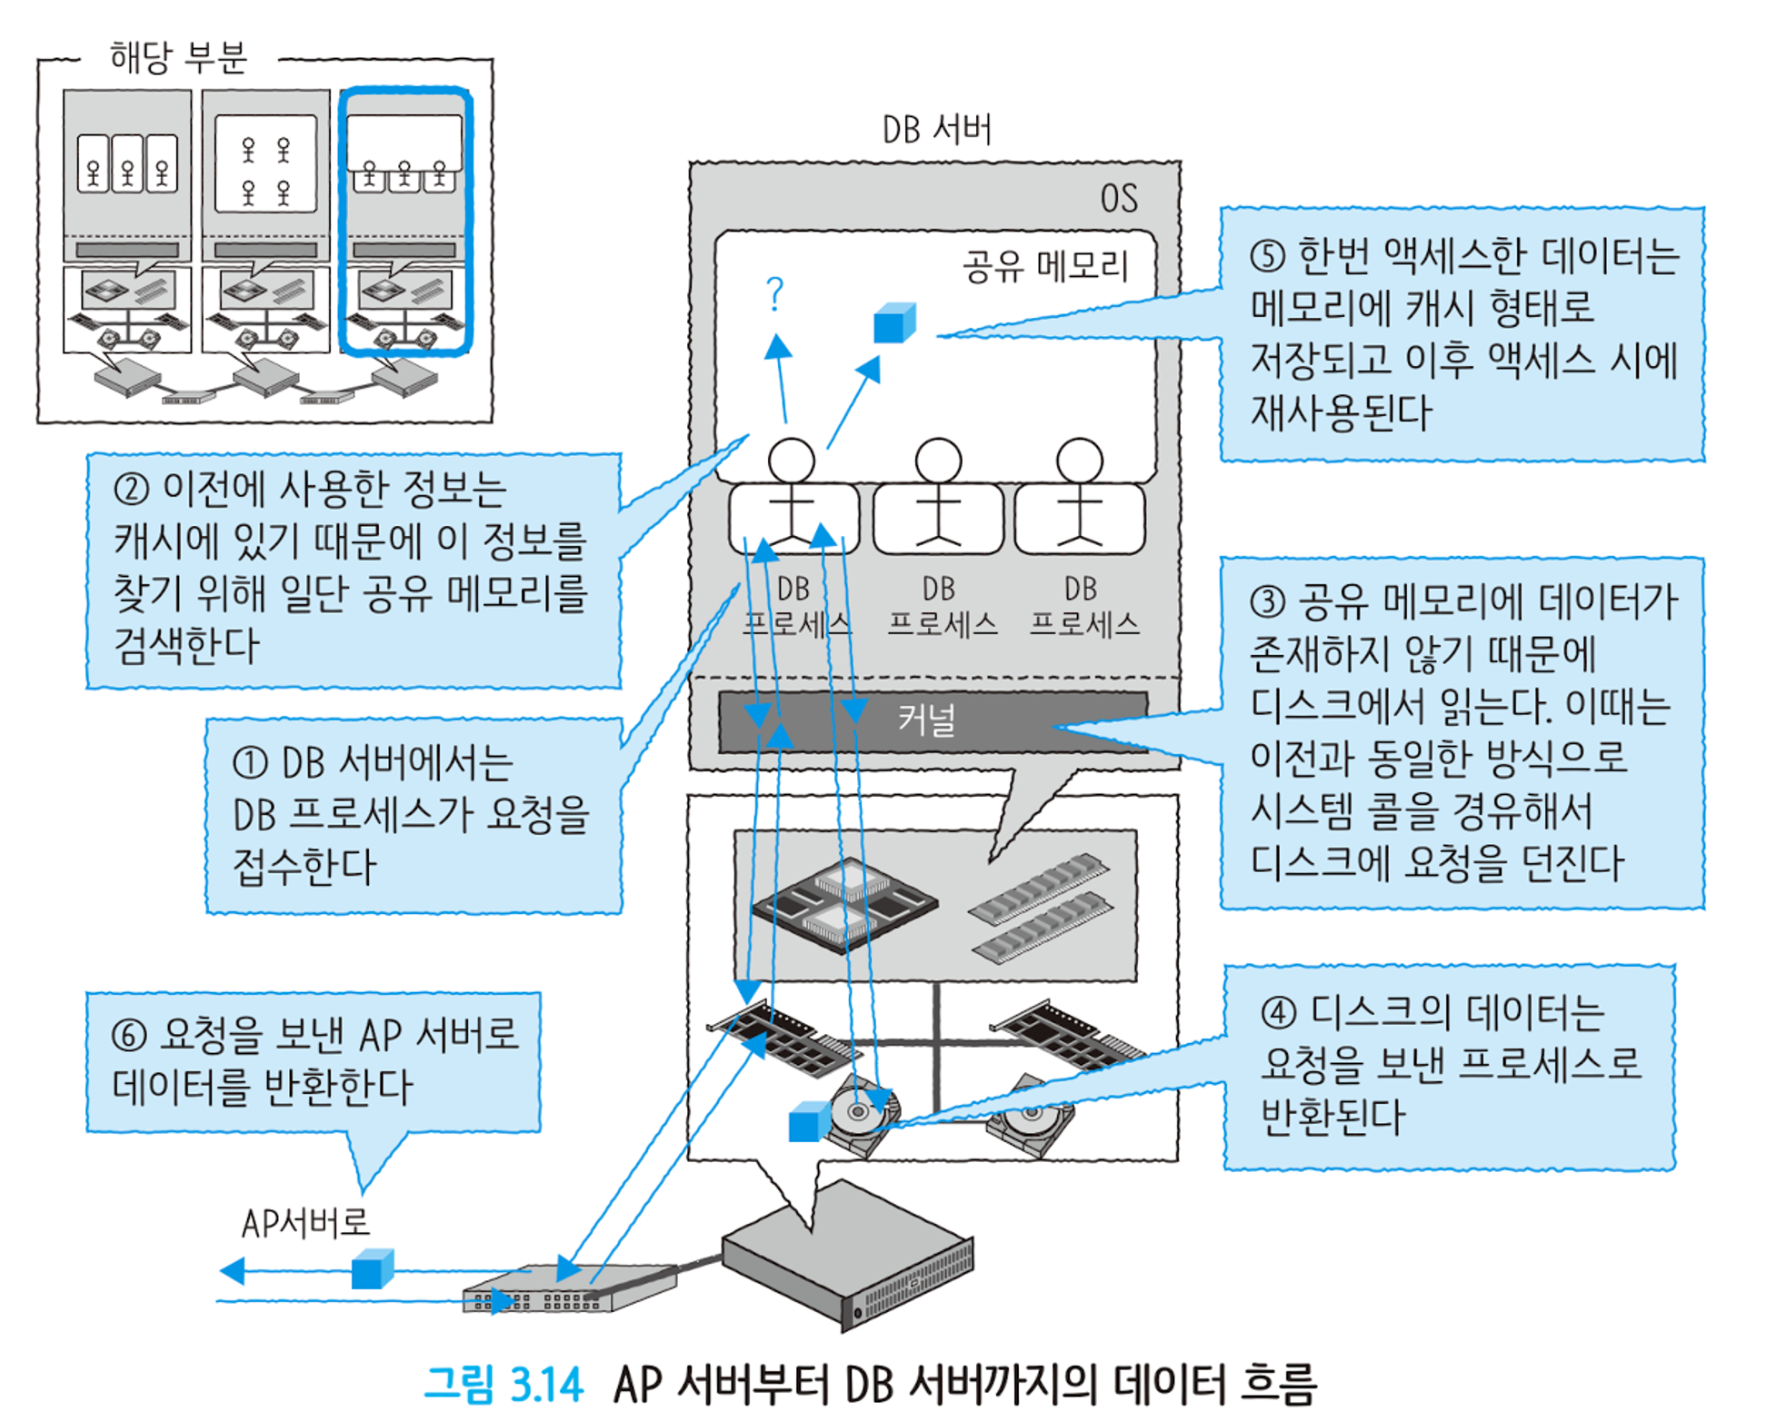 해당 부분
DB 서버
OS
공유 메모리
?
⑤ 한번 액세스한 데이터는
메모리에 캐시 형태로
저장되고 이후 액세스 시에
재사용된다
② 이전에 사용한 정보는
캐시에 있기 때문에 이 정보를
찾기 위해 일단 공유 메모리를
검색한다
DB
프로세스
DB
프로세스
DB
프로세스
③ 공유 메모리에 데이터가
존재하지 않기 때문에
디스크에서 읽는다. 이때는
이전과 동일한 방식으로
시스템 콜을 경유해서
디스크에 요청을 던진다
커널
① DB 서버에서는
DB 프로세스가 요청을
접수한다
④ 디스크의 데이터는
요청을 보낸 프로세스로
반환된다
⑥ 요청을 보낸 AP 서버로
데이터를 반환한다
AP서버로
그림 3.14 AP 서버부터 DB 서버까지의 데이터 흐름